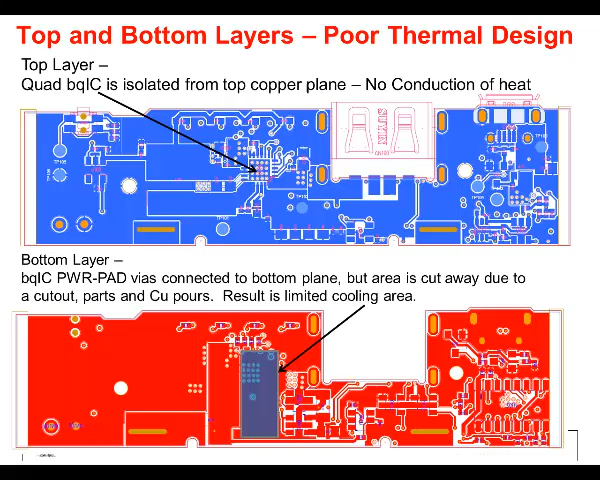 Top and Bottom Layers – Poor Thermal Design
Top Layer –
Quad bqIC is isolated from top copper plane – No Conduction of heat
Bottom Layer –
bqIC PWR-PAD vias connected to bottom plane, but area is cut away due to
a cutout, parts and Cu pours.  Result is limited cooling area.